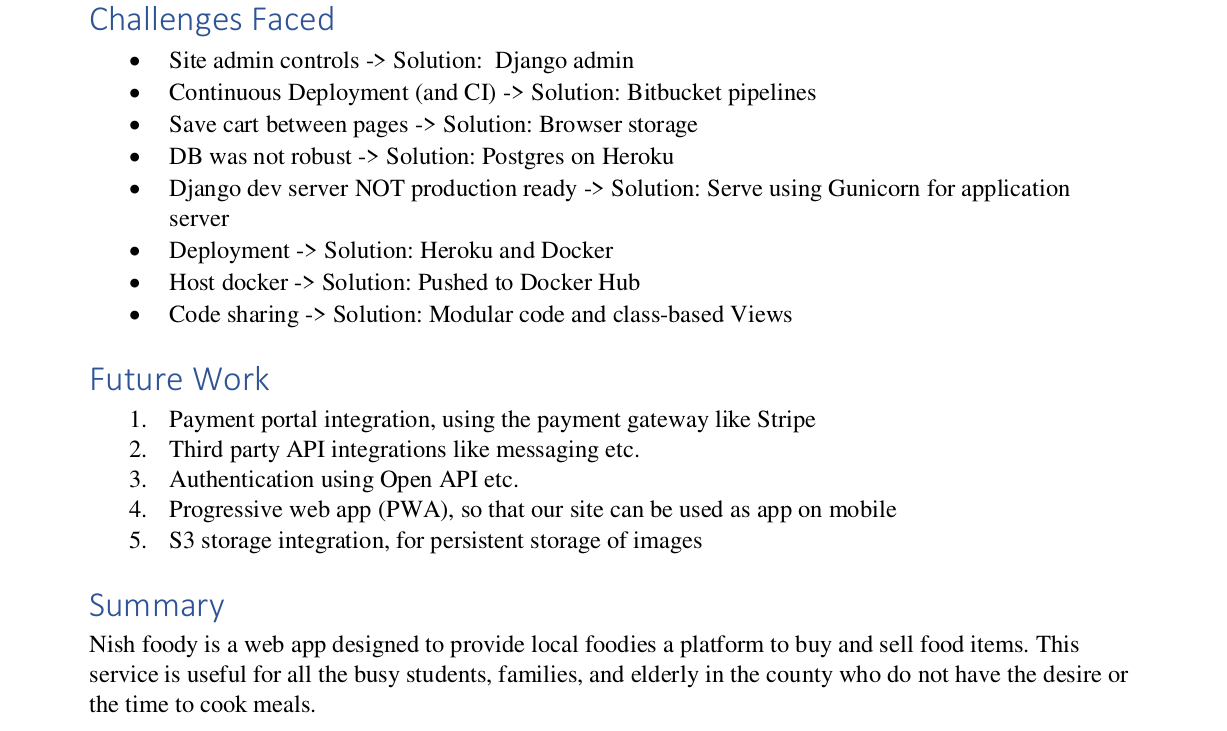 Challenges Faced
• Site admin controls -> Solution:  Django admin
• Continuous Deployment (and CI) -> Solution: Bitbucket pipelines
• Save cart between pages -> Solution: Browser storage
• DB was not robust -> Solution: Postgres on Heroku
• Django dev server NOT production ready -> Solution: Serve using Gunicorn for application
server
• Deployment -> Solution: Heroku and Docker
• Host docker -> Solution: Pushed to Docker Hub
• Code sharing -> Solution: Modular code and class-based Views
Future Work
1. Payment portal integration, using the payment gateway like Stripe
2. Third party API integrations like messaging etc.
3. Authentication using Open API etc.
4. Progressive web app (PWA), so that our site can be used as app on mobile
5. S3 storage integration, for persistent storage of images
Summary
Nish foody is a web app designed to provide local foodies a platform to buy and sell food items. This
service is useful for all the busy students, families, and elderly in the county who do not have the desire or
the time to cook meals.